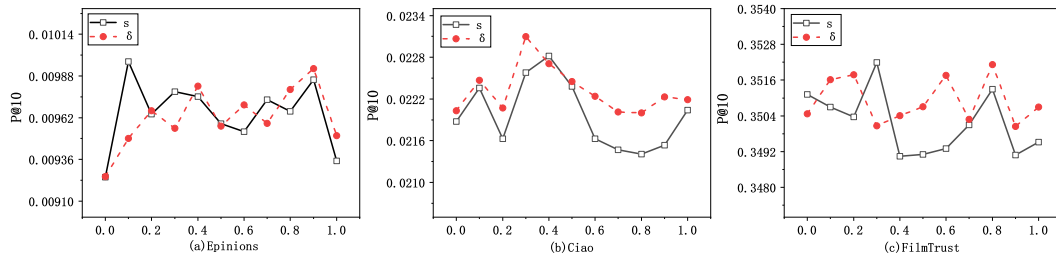 P@10
0.01014
0.00988
0.00962
0.00936
0.00910
s
δ
0.0 0.2 0.4 0.6 0.8 1.0
(a)Epinions
P@10
0.0234
0.0228
0.0222
0.0216
0.0210
s
δ
0.0 0.2 0.4 0.6 0.8 1.0
(b)Ciao
P@10
0.3540
0.3528
0.3516
0.3504
0.3492
0.3480
s
δ
0.0 0.2 0.4 0.6 0.8 1.0
(c)FilmTrust